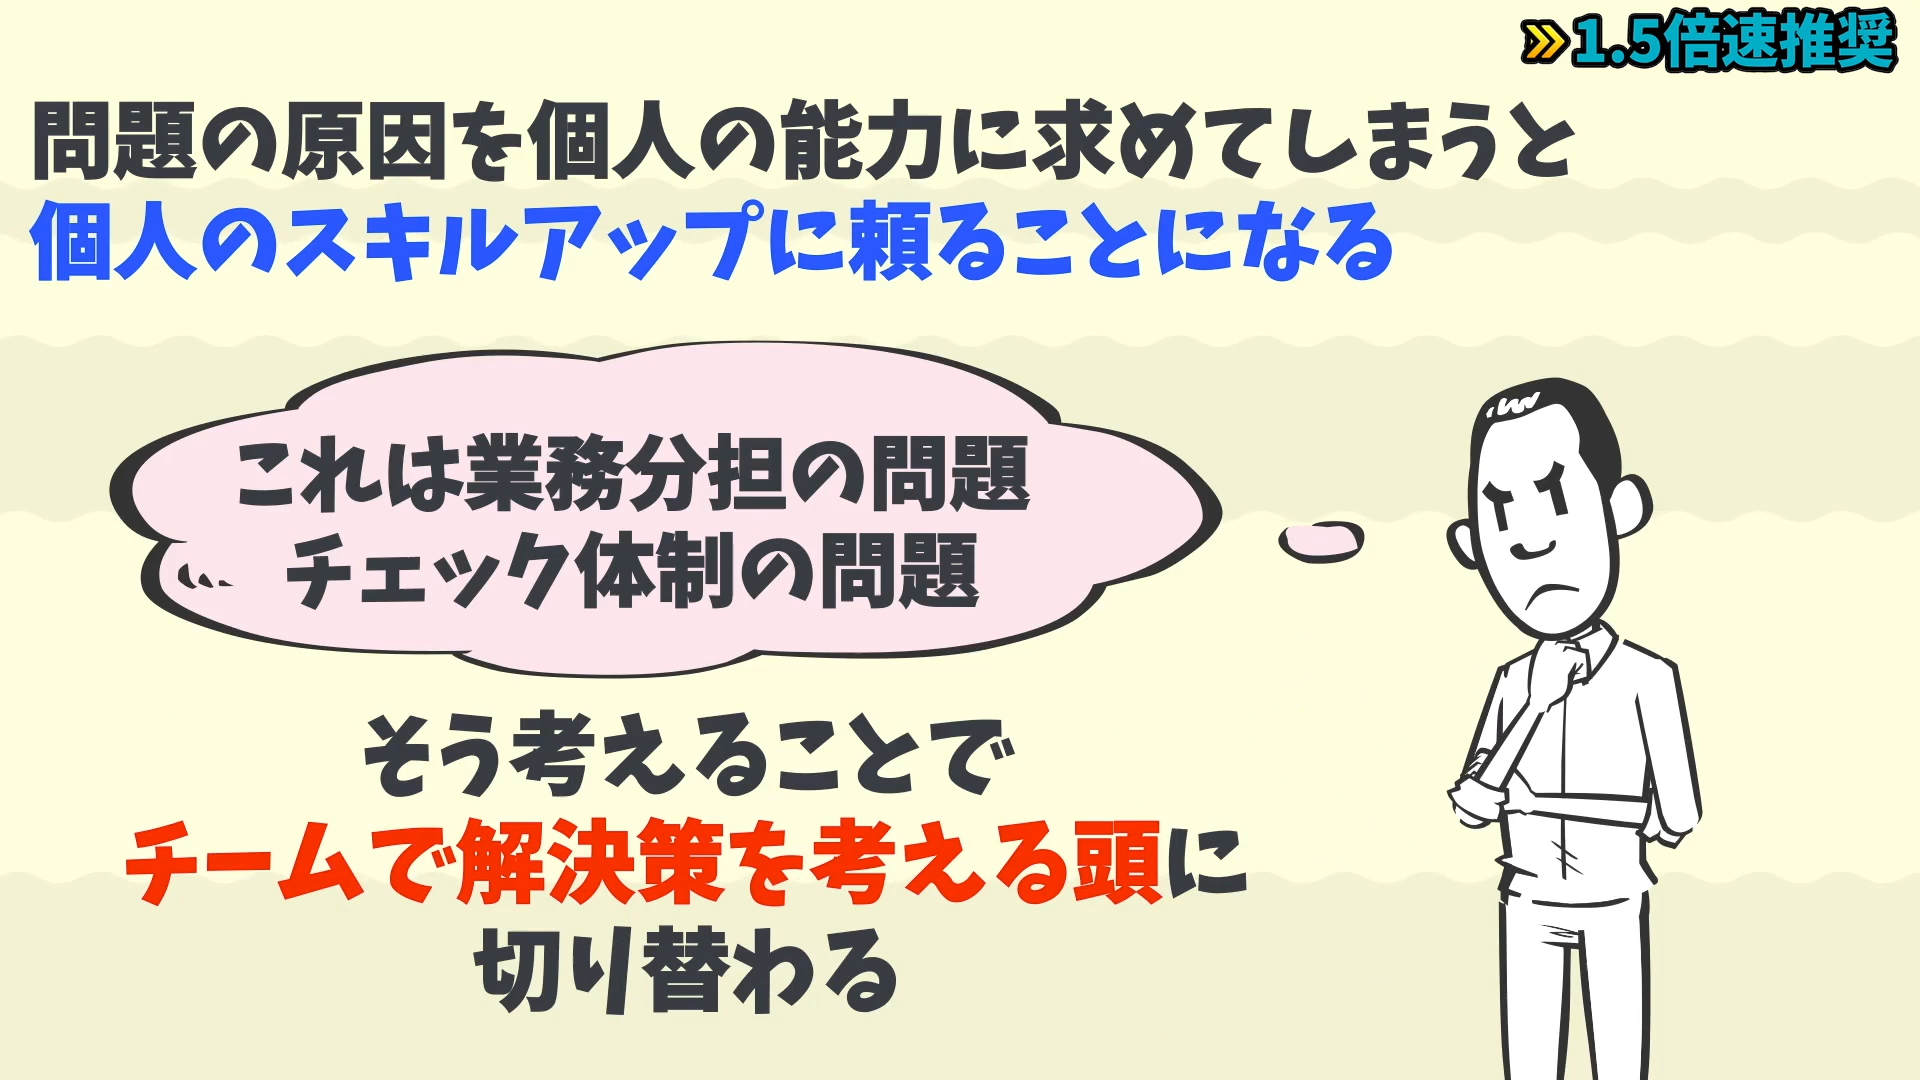 1.5倍速推奨
問題の原因を個人の能力に求めてしまうと
個人のスキルアップに頼ることになる
これは業務分担の問題
チェック体制の問題
そう考えることで
チームで解決策を考える頭に
切り替わる